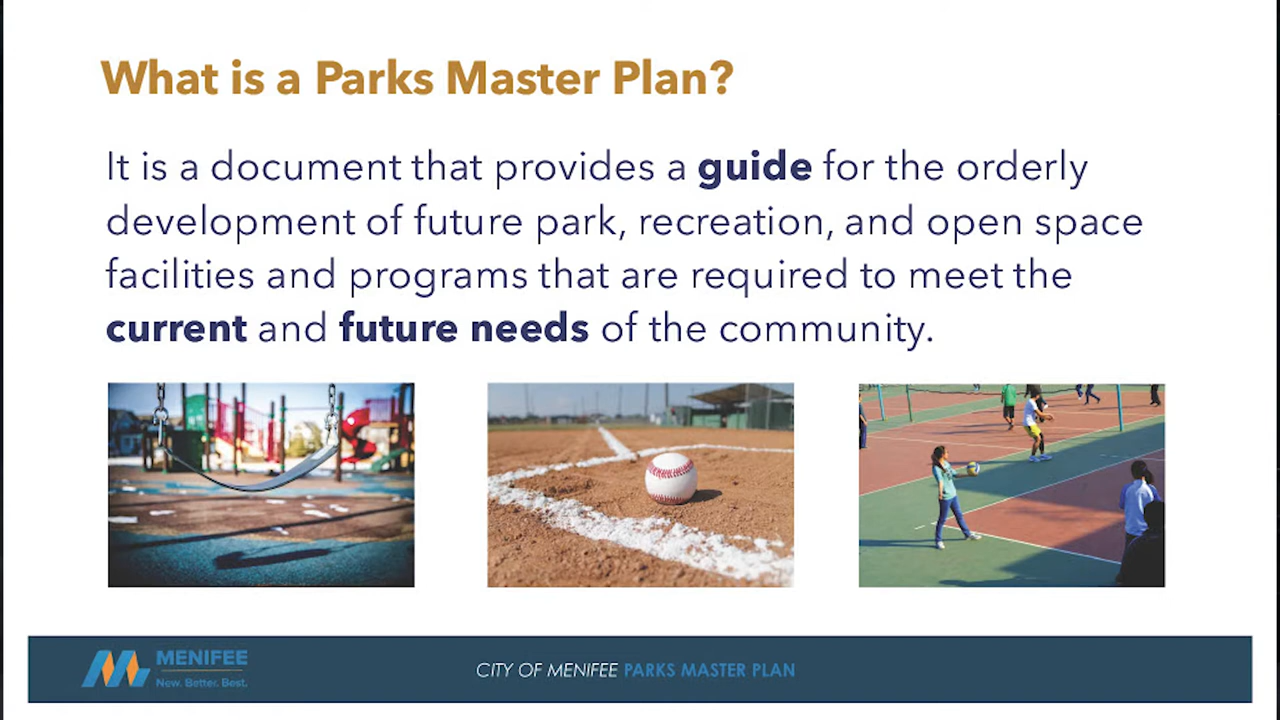 What is a Parks Master Plan?
It is a document that provides a guide for the orderly
development of future park, recreation, and open space
facilities and programs that are required to meet the
current and future needs of the community.
MENIFEE
New. Better. Best.
CITY OF MENIFEE PARKS MASTER PLAN